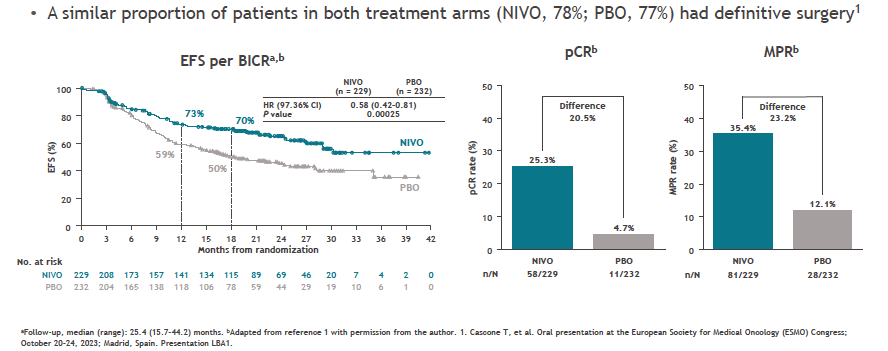 • A similar proportion of patients in both treatment arms (NIVO, 78%; PBO, 77%) had definitive surgery1
EFS per BICRa,b
NIVO PBO
(n = 229) (n = 232)
HR (97.36% CI) 0.58 (0.42-0.81)
P value 0.00025
EFS (%)
100
80
60
40
20
0
73%
70%
59%
50%
NIVO
PBO
0 3 6 9 12 15 18 21 24 27 30 33 36 39 42
Months from randomization
No. at risk
NIVO 229 208 173 157 141 134 115 89 69 46 20 7 4 2 0
PBO 232 204 165 138 118 106 78 59 44 29 19 10 6 1 0
pCRb
pCR rate (%)
50
40
30
20
10
0
Difference
20.5%
25.3%
4.7%
NIVO PBO
n/N 58/229 11/232
MPRb
MPR rate (%)
50
40
30
20
10
0
Difference
23.2%
35.4%
12.1%
NIVO PBO
n/N 81/229 28/232
aFollow-up, median (range): 25.4 (15.7-44.2) months. bAdapted from reference 1 with permission from the author. 1. Cascone T, et al. Oral presentation at the European Society for Medical Oncology (ESMO) Congress;
October 20-24, 2023; Madrid, Spain. Presentation LBA1.